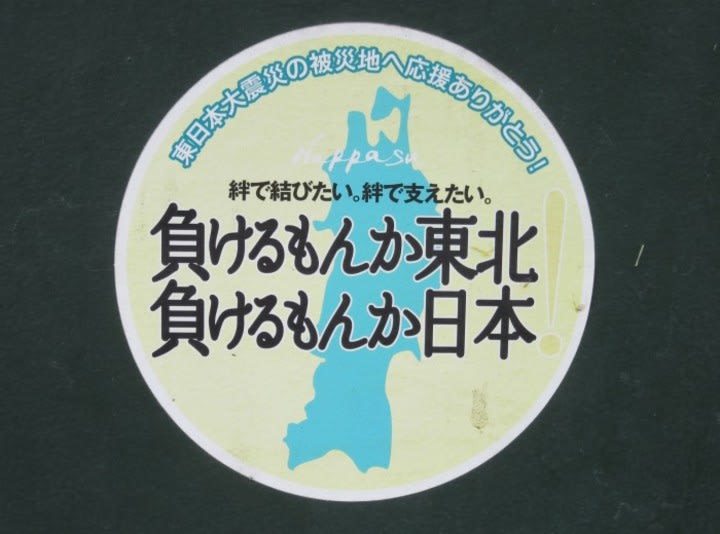 東日本大震災の被災地へ応援ありがとう!
Nappasu
絆で結びたい。絆で支えたい。
負けるもんか東北
負けるもんか日本!